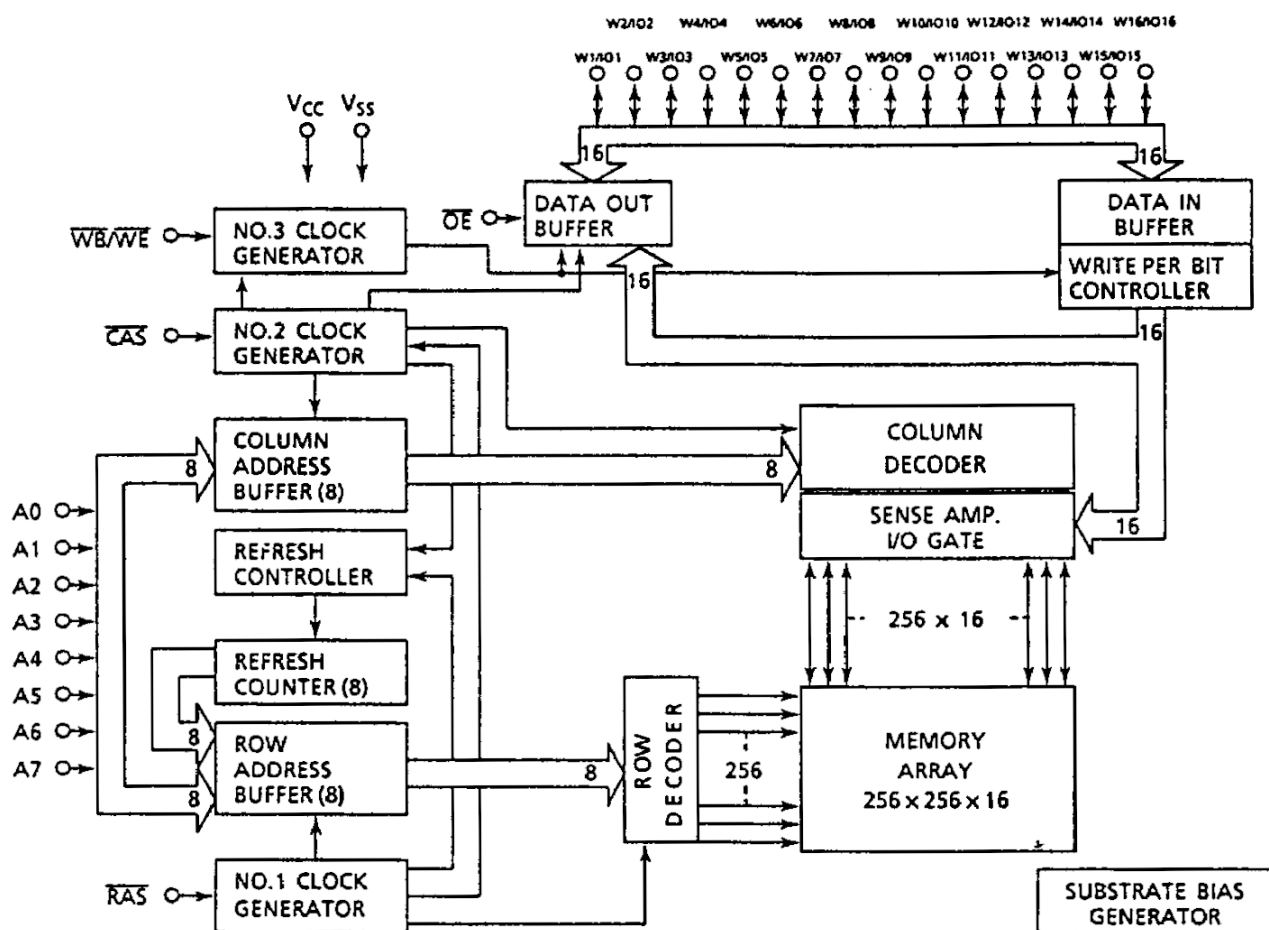 W2/IO2 W4/IO4 W6/IO6 W8/IO8 W10/IO10 W12/IO12 W14/IO14 W16/IO16
W1/IO1 W3/IO3 W5/IO5 W7/IO7 W9/IO9 W11/IO11 W13/IO13 W15/IO15
VCC VSS
16
16
WB/WE
NO.3 CLOCK
GENERATOR
OE
DATA OUT
BUFFER
DATA IN
BUFFER
WRITE PER BIT
CONTROLLER
16
16
CAS
NO.2 CLOCK
GENERATOR
COLUMN
ADDRESS
BUFFER (8)
8
8
COLUMN
DECODER
SENSE AMP.
I/O GATE
16
A0
A1
A2
A3
A4
A5
A6
A7
REFRESH
CONTROLLER
REFRESH
COUNTER (8)
256 x 16
8
8
ROW
ADDRESS
BUFFER (8)
8
ROW
DECODER
256
MEMORY
ARRAY
256 x 256 x 16
RAS
NO.1 CLOCK
GENERATOR
SUBSTRATE BIAS
GENERATOR